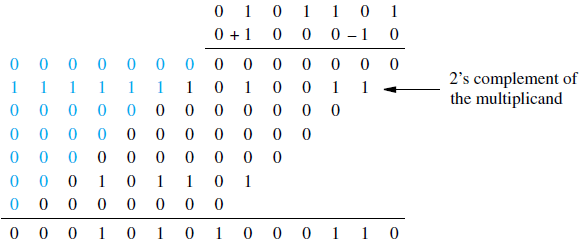 0 1 0 1 1 0 1
0 +1 0 0 0 −1 0
0 0 0 0 0 0 0 0 0 0 0 0 0 0
1 1 1 1 1 1 1 0 1 0 0 1 1
2's complement of
the multiplicand
0 0 0 0 0 0 0 0 0 0 0 0
0 0 0 0 0 0 0 0 0 0 0
0 0 0 0 0 0 0 0 0 0
0 0 0 1 0 1 1 0 1
0 0 0 0 0 0 0 0
0 0 0 1 0 1 0 1 0 0 0 1 1 0